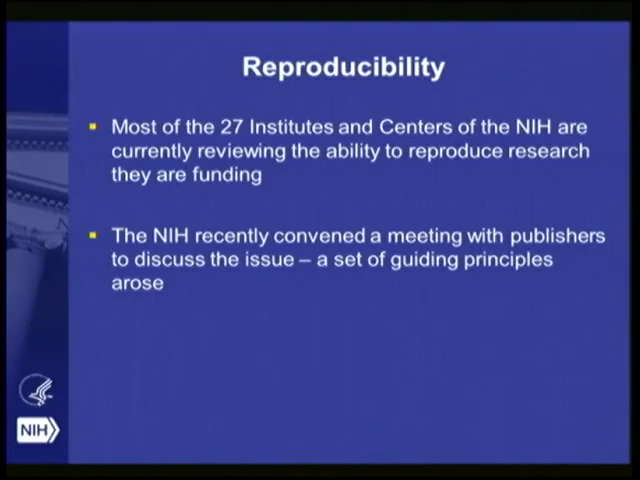 Reproducibility
Most of the 27 Institutes and Centers of the NIH are
currently reviewing the ability to reproduce research
they are funding
The NIH recently convened a meeting with publishers
to discuss the issue – a set of guiding principles
arose
NIH